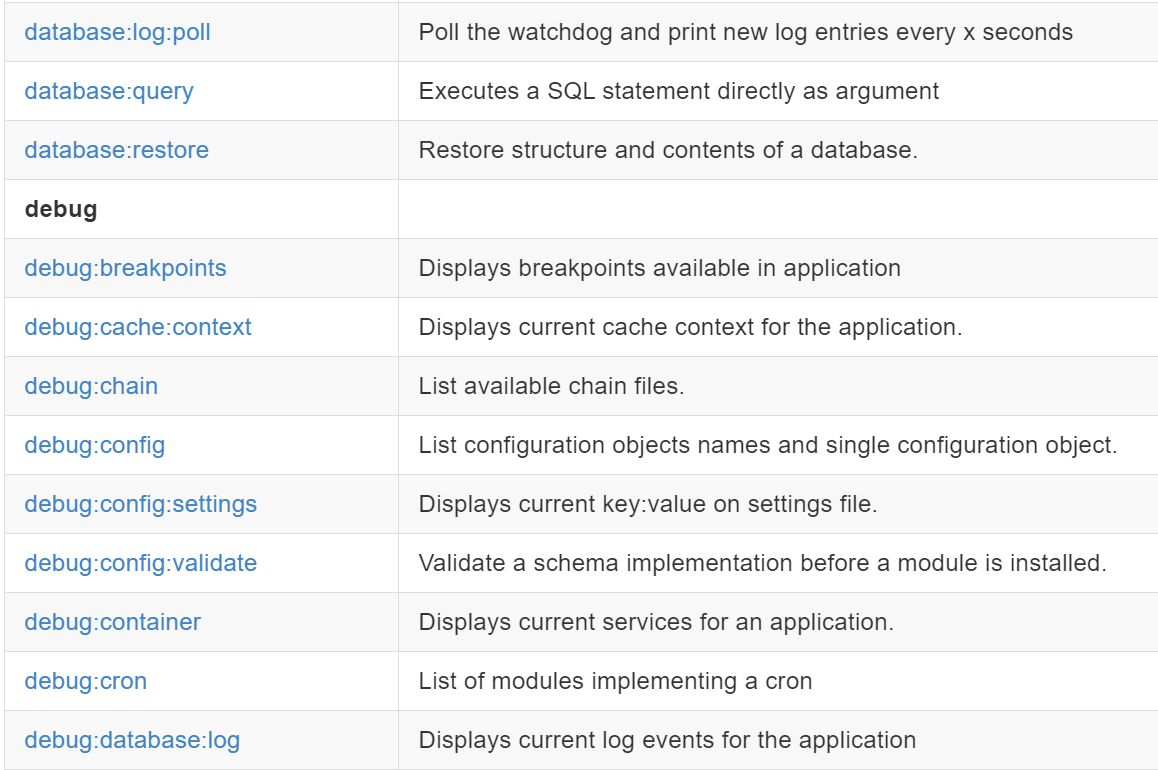 database:log:poll Poll the watchdog and print new log entries every x seconds
database:query Executes a SQL statement directly as argument
database:restore Restore structure and contents of a database.
debug
debug:breakpoints Displays breakpoints available in application
debug:cache:context Displays current cache context for the application.
debug:chain List available chain files.
debug:config List configuration objects names and single configuration object.
debug:config:settings Displays current key:value on settings file.
debug:config:validate Validate a schema implementation before a module is installed.
debug:container Displays current services for an application.
debug:cron List of modules implementing a cron
debug:database:log Displays current log events for the application